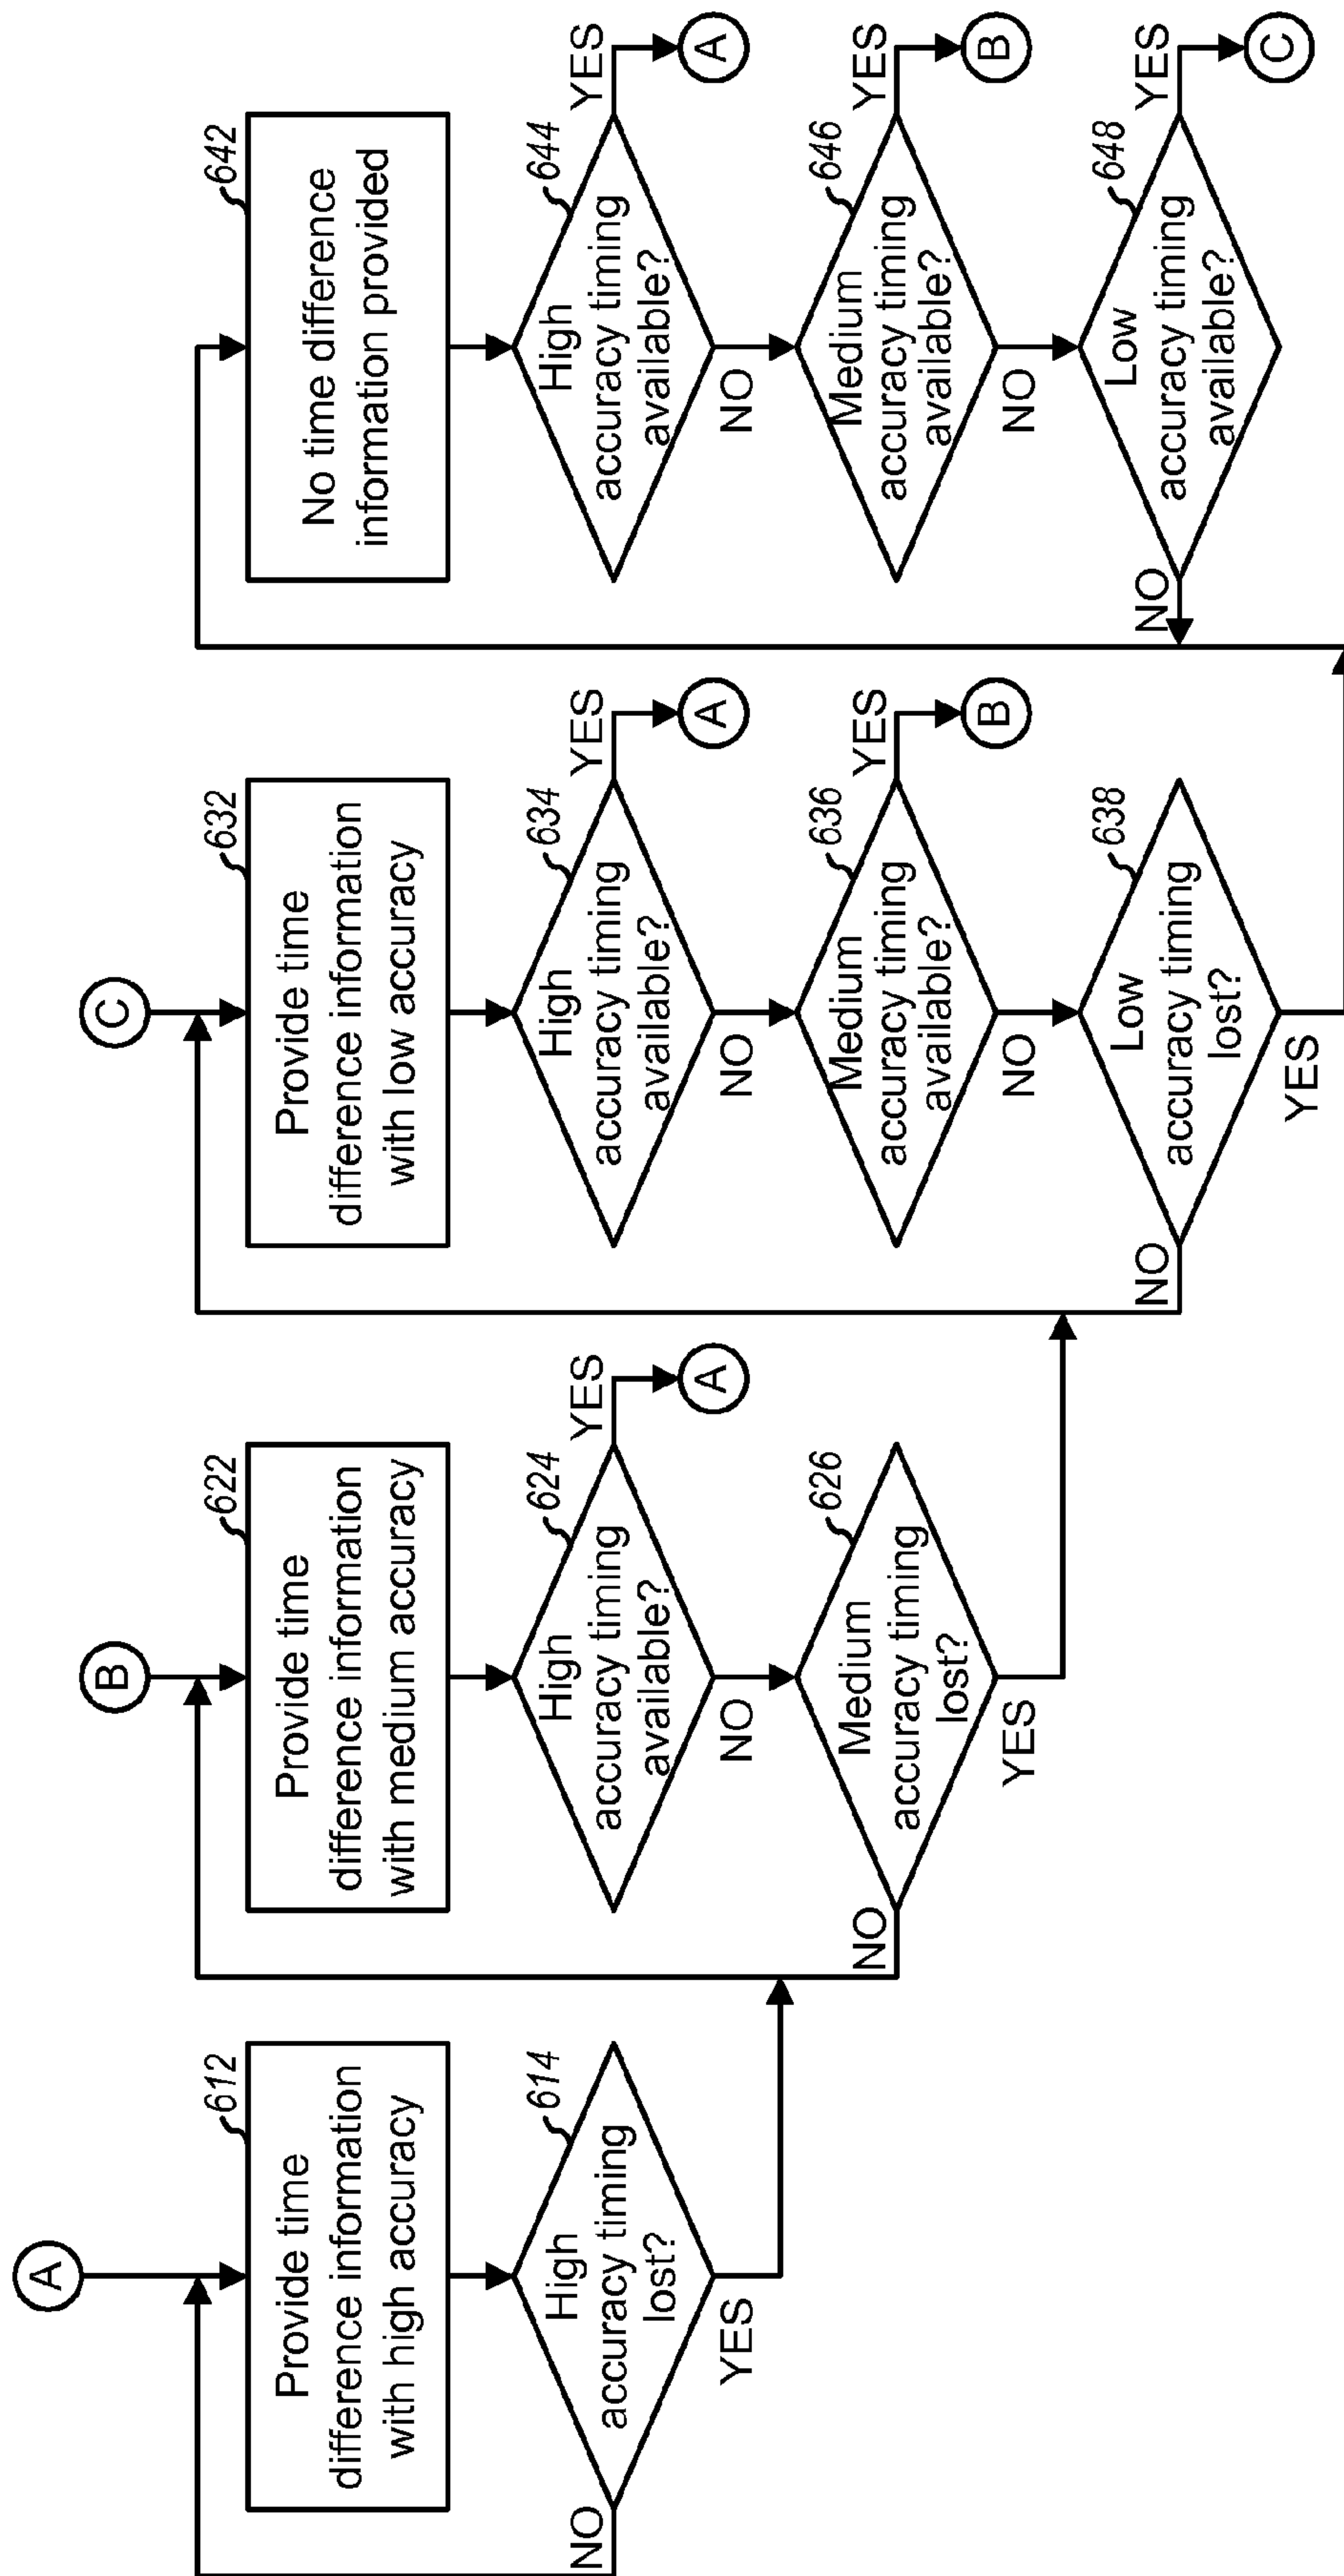 A
612
Provide time
difference information
with high accuracy
614
High
accuracy timing
lost?
NO
YES
B
622
Provide time
difference information
with medium accuracy
624
High
accuracy timing
available?
YES
A
NO
626
Medium
accuracy timing
lost?
NO
YES
C
632
Provide time
difference information
with low accuracy
634
High
accuracy timing
available?
YES
A
NO
636
Medium
accuracy timing
available?
YES
B
NO
638
Low
accuracy timing
lost?
NO
YES
642
No time difference
information provided
644
High
accuracy timing
available?
YES
A
NO
646
Medium
accuracy timing
available?
YES
B
NO
648
Low
accuracy timing
available?
YES
C
NO